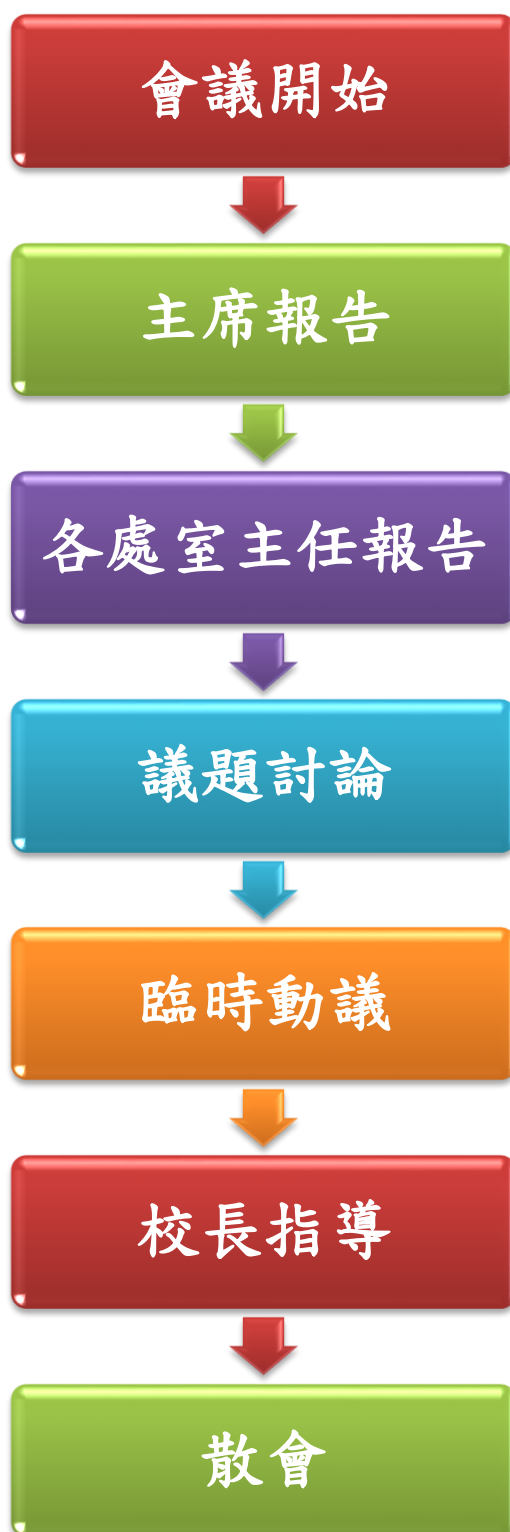 會議開始
主席報告
各處室主任報告
議題討論
臨時動議
校長指導
散會